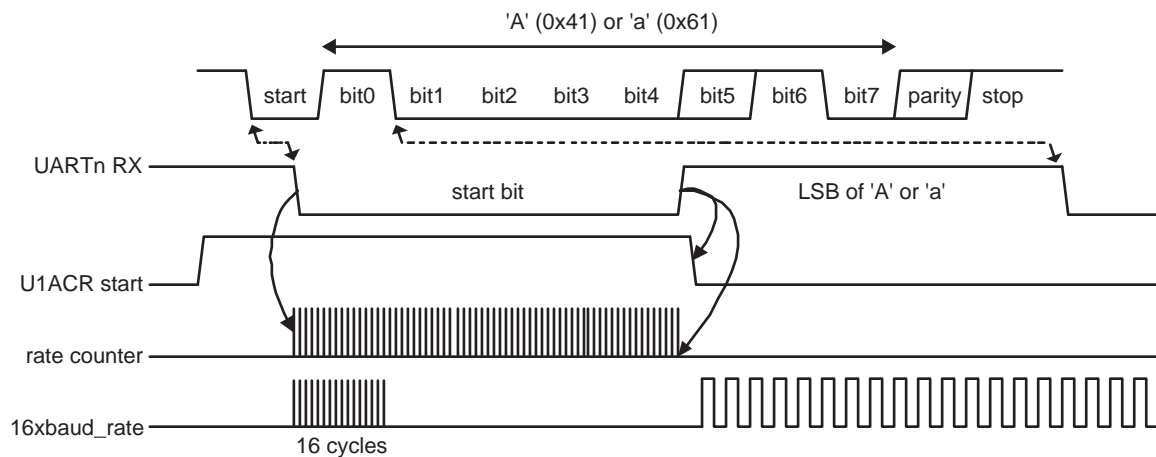 'A' (0x41) or 'a' (0x61)
start bit0 bit1 bit2 bit3 bit4 bit5 bit6 bit7 parity stop
UARTn RX
start bit LSB of 'A' or 'a'
U1ACR start
rate counter
16xbaud_rate
16 cycles